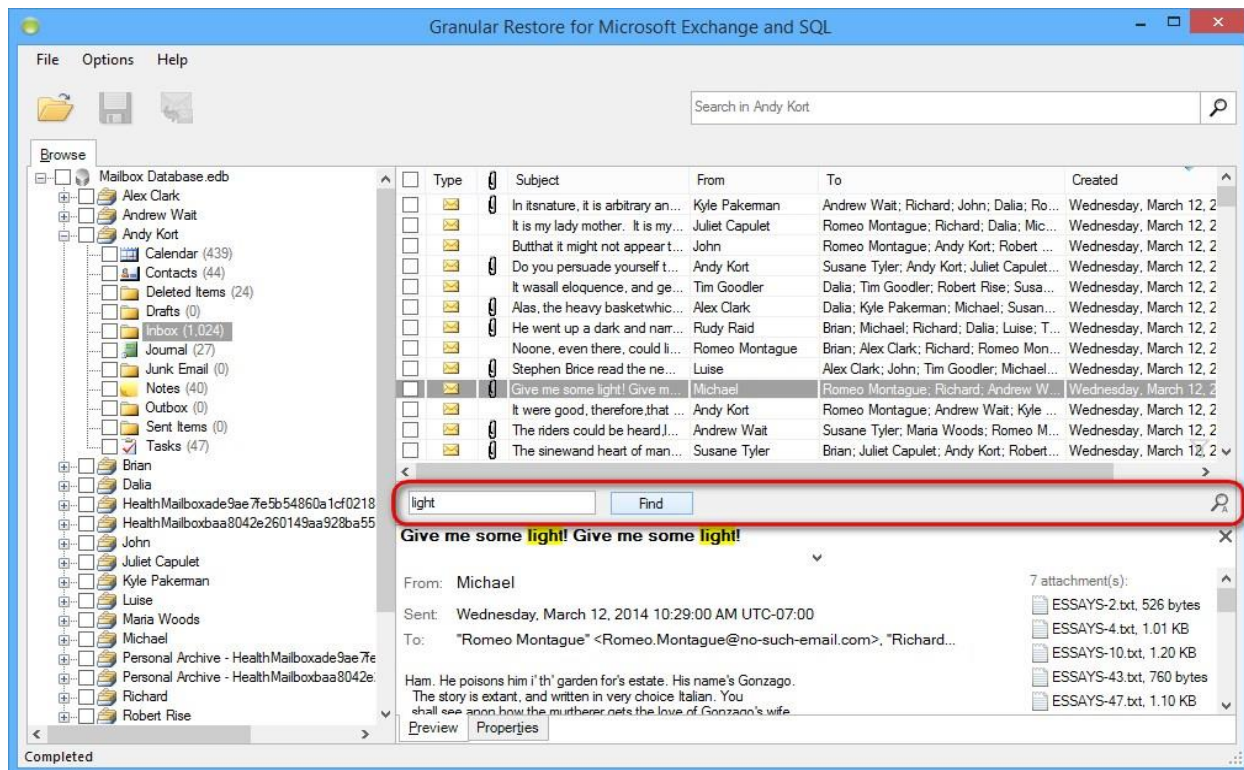 Granular Restore for Microsoft Exchange and SQL
File Options Help
Search in Andy Kort
Browse
Mailbox Database.edb
Alex Clark
Andrew Wait
Andy Kort
Calendar (439)
Contacts (44)
Deleted Items (24)
Drafts (0)
Inbox (1,024)
Journal (27)
Junk Email (0)
Notes (40)
Outbox (0)
Sent Items (0)
Tasks (47)
Brian
Dalia
HealthMailboxade9ae7fe5b54860a1cf0218
HealthMailboxbaa8042e260149aa928ba55
John
Juliet Capulet
Kyle Pakerman
Luise
Maria Woods
Michael
Personal Archive - HealthMailboxade9ae7fe
Personal Archive - HealthMailboxbaa8042e
Richard
Robert Rise
Type Subject From To Created
In itsnature, it is arbitrary an... Kyle Pakerman Andrew Wait; Richard; John; Dalia; Ro... Wednesday, March 12, 2
It is my lady mother. It is my... Juliet Capulet Romeo Montague; Richard; Dalia; Mic... Wednesday, March 12, 2
Butthat it might not appear t... John Romeo Montague; Andy Kort; Robert ... Wednesday, March 12, 2
Do you persuade yourself t... Andy Kort Susane Tyler; Andy Kort; Juliet Capulet... Wednesday, March 12, 2
It wasall eloquence, and ge... Tim Goodler Dalia; Tim Goodler; Robert Rise; Susa... Wednesday, March 12, 2
Alas, the heavy basketwhic... Alex Clark Dalia; Kyle Pakerman; Michael; Susan... Wednesday, March 12, 2
He went up a dark and narr... Rudy Raid Brian; Michael; Richard; Dalia; Luise; T... Wednesday, March 12, 2
Noone, even there, could li... Romeo Montague Brian; Alex Clark; Richard; Romeo Mon... Wednesday, March 12, 2
Stephen Brice read the ne... Luise Alex Clark; John; Tim Goodler; Michael... Wednesday, March 12, 2
Give me some light! Give m... Michael Romeo Montague; Richard; Andrew W... Wednesday, March 12, 2
It were good, therefore,that ... Andy Kort Romeo Montague; Andrew Wait; Kyle ... Wednesday, March 12, 2
The riders could be heard,l... Andrew Wait Susane Tyler; Maria Woods; Romeo M... Wednesday, March 12, 2
The sinewand heart of man... Susane Tyler Brian; Juliet Capulet; Andy Kort; Robert... Wednesday, March 12, 2
light Find
Give me some light! Give me some light!
From: Michael
Sent: Wednesday, March 12, 2014 10:29:00 AM UTC-07:00
To: "Romeo Montague" <Romeo.Montague@no-such-email.com>, "Richard...
7 attachment(s):
ESSAYS-2.txt, 526 bytes
ESSAYS-4.txt, 1.01 KB
ESSAYS-10.txt, 1.20 KB
ESSAYS-43.txt, 760 bytes
ESSAYS-47.txt, 1.10 KB
Ham. He poisons him i' th' garden for's estate. His name's Gonzago.
The story is extant, and written in very choice Italian. You
shall see anon how the murtherer gets the love of Gonzago's wife
Preview Properties
Completed